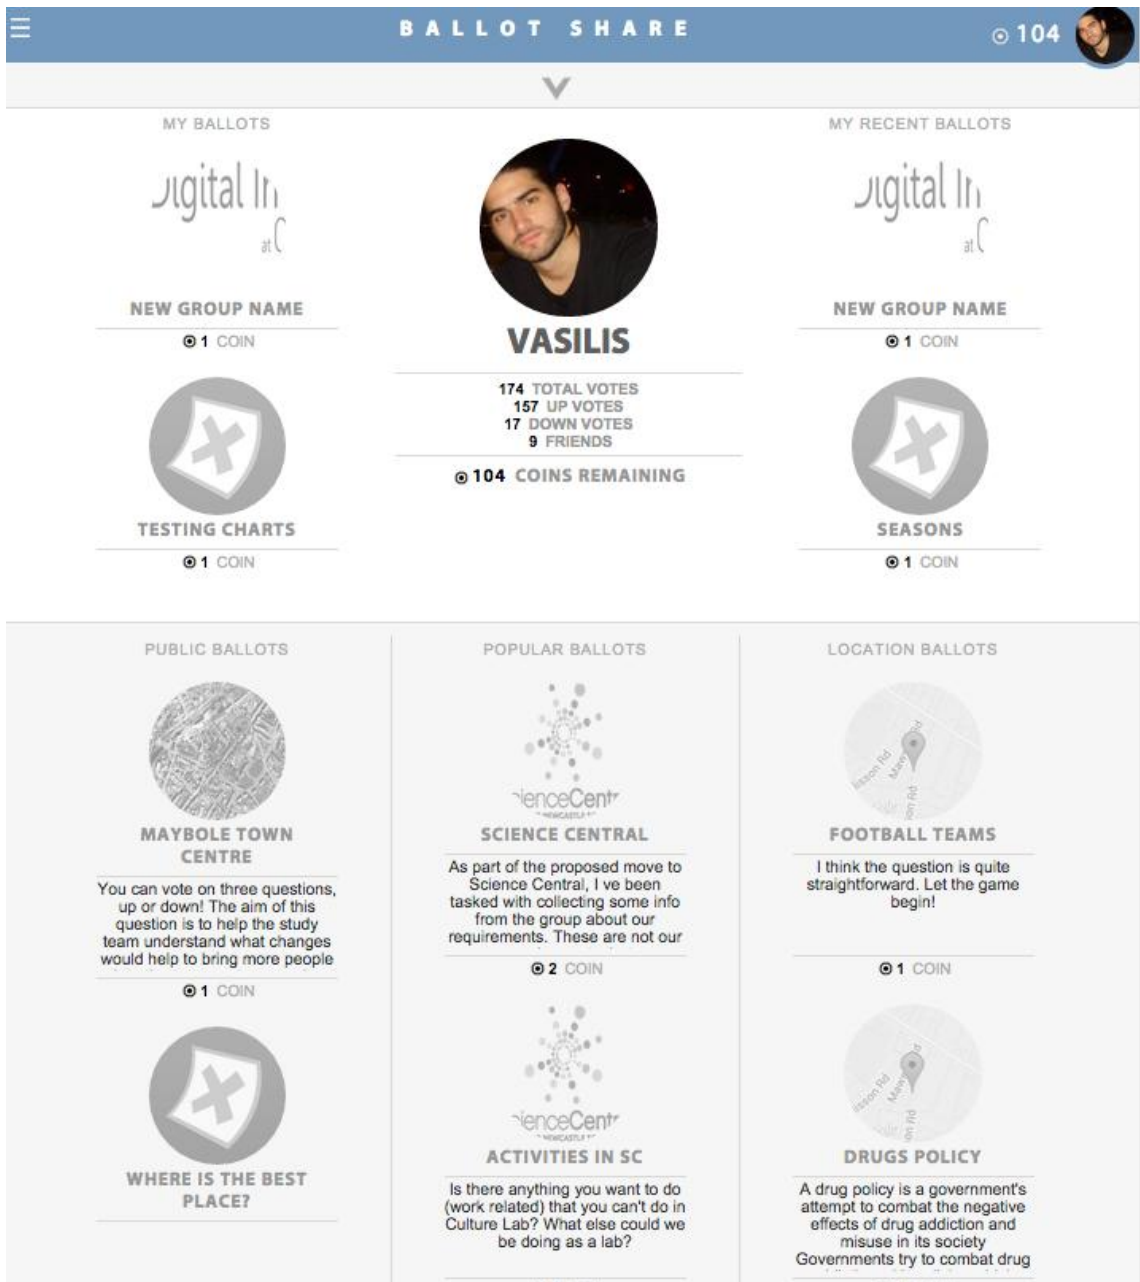 BALLOT SHARE
104
MY BALLOTS
NEW GROUP NAME
1 COIN
TESTING CHARTS
1 COIN
VASILIS
174 TOTAL VOTES
157 UP VOTES
17 DOWN VOTES
9 FRIENDS
104 COINS REMAINING
MY RECENT BALLOTS
NEW GROUP NAME
1 COIN
SEASONS
1 COIN
PUBLIC BALLOTS
MAYBOLE TOWN
CENTRE
You can vote on three questions,
up or down! The aim of this
question is to help the study
team understand what changes
would help to bring more people
1 COIN
WHERE IS THE BEST
PLACE?
POPULAR BALLOTS
ienceCent
SCIENCE CENTRAL
As part of the proposed move to
Science Central, I ve been
tasked with collecting some info
from the group about our
requirements. These are not our
2 COIN
ienceCent
ACTIVITIES IN SC
Is there anything you want to do
(work related) that you can't do in
Culture Lab? What else could we
be doing as a lab?
LOCATION BALLOTS
FOOTBALL TEAMS
I think the question is quite
straightforward. Let the game
begin!
1 COIN
DRUGS POLICY
A drug policy is a government's
attempt to combat the negative
effects of drug addiction and
misuse in its society
Governments try to combat drug